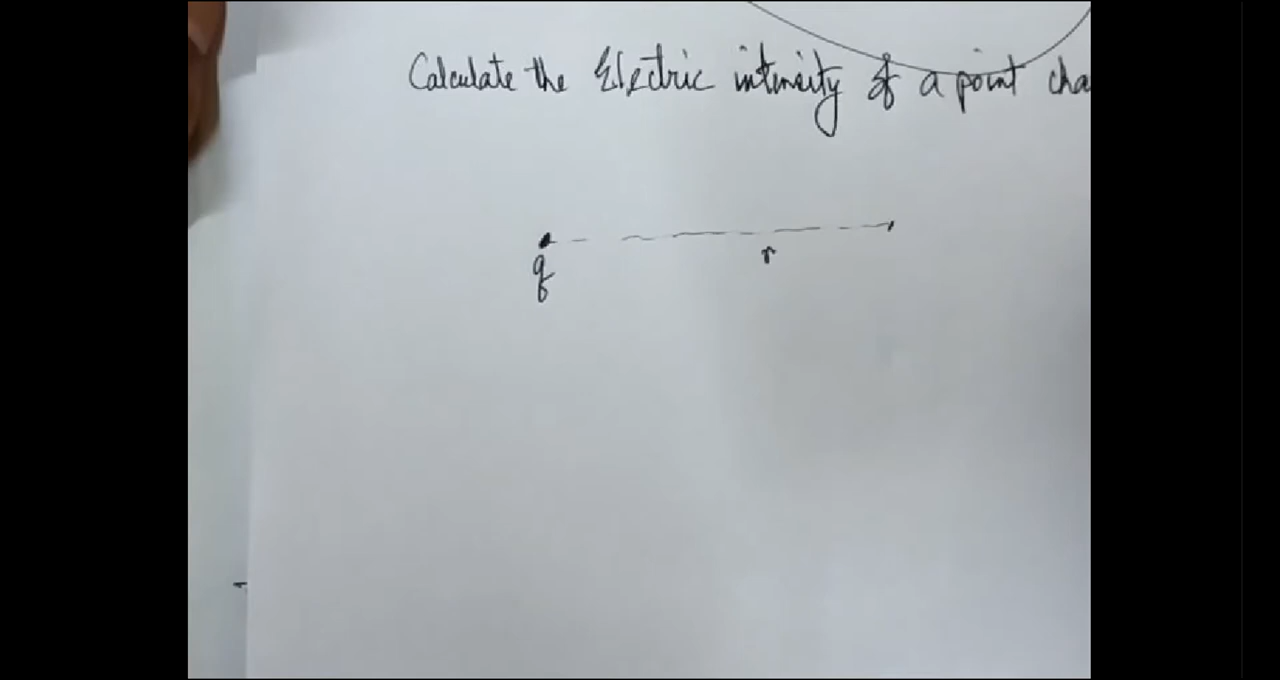 Calculate the Electric intensity of a point cha
r
q